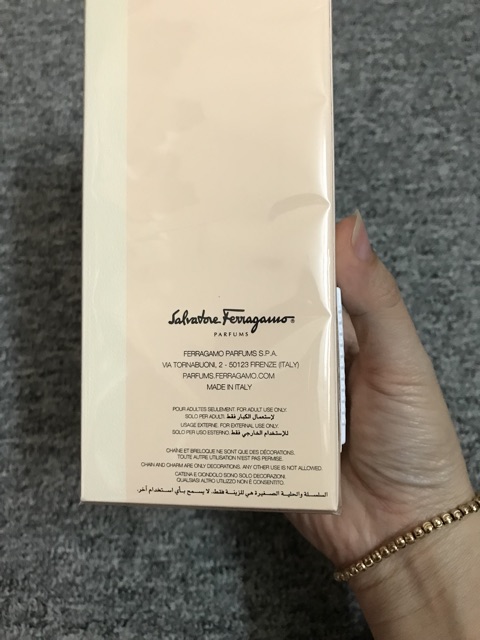 Salvatore Ferragamo®
PARFUMS
FERRAGAMO PARFUMS S.P.A.
VIA TORNABUONI, 2 - 50123 FIRENZE (ITALY)
PARFUMS.FERRAGAMO.COM
MADE IN ITALY
POUR ADULTES SEULEMENT. FOR ADULT USE ONLY.
SOLO PER ADULTI. لإستعمال الكبار فقط.
USAGE EXTERNE. FOR EXTERNAL USE ONLY.
SOLO PER USO ESTERNO. للإستخدام الخارجي فقط.
CHAINE ET BRELOQUE NE SONT QUE DES DÉCORATIONS.
TOUTE AUTRE UTILISATION N'EST PAS PERMISE.
CHAIN AND CHARM ARE ONLY DECORATIONS. ANY OTHER USE IS NOT ALLOWED.
CATENA E CIONDOLO SONO SOLO DECORAZIONI.
QUALSIASI ALTRO UTILIZZO NON È CONSENTITO.
السلسلة والحلية الصغيرة هي للزينة فقط. لا يسمح بأي استخدام آخر.